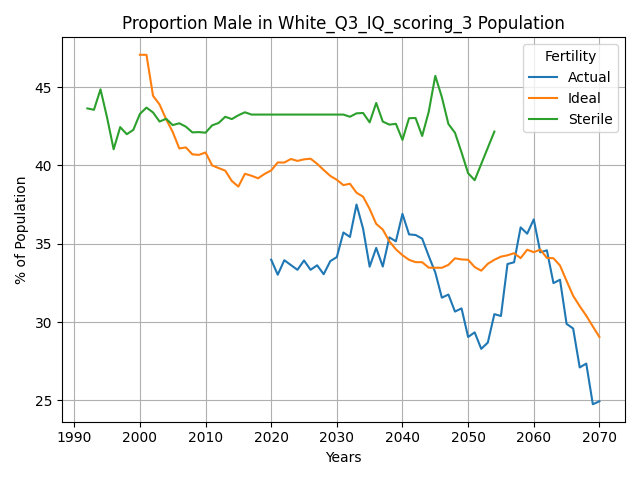 Proportion Male in White_Q3_IQ_scoring_3 Population
Fertility
Actual
Ideal
Sterile
% of Population
45
40
35
30
25
1990 2000 2010 2020 2030 2040 2050 2060 2070
Years